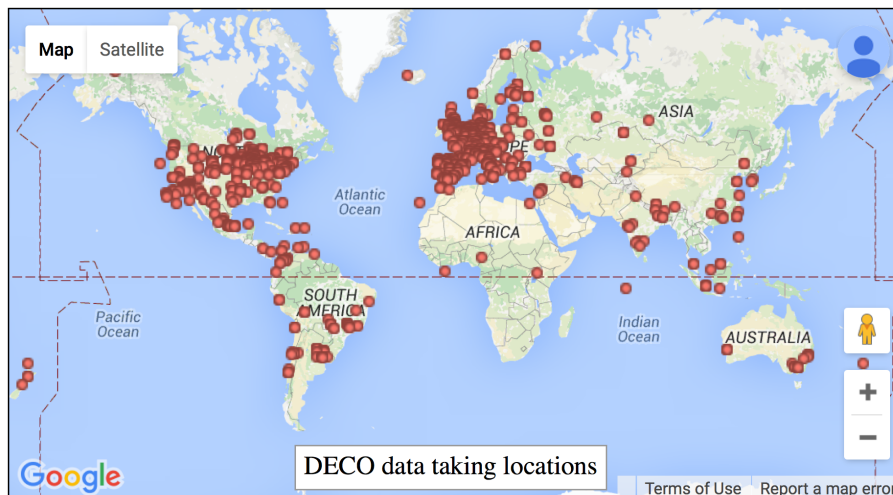 Map Satellite
ASIA
Atlantic
Ocean
AFRICA
SOUTH
AMERICA
Pacific
Ocean
Indian
Ocean
AUSTRALIA
Google
DECO data taking locations
Terms of Use Report a map error